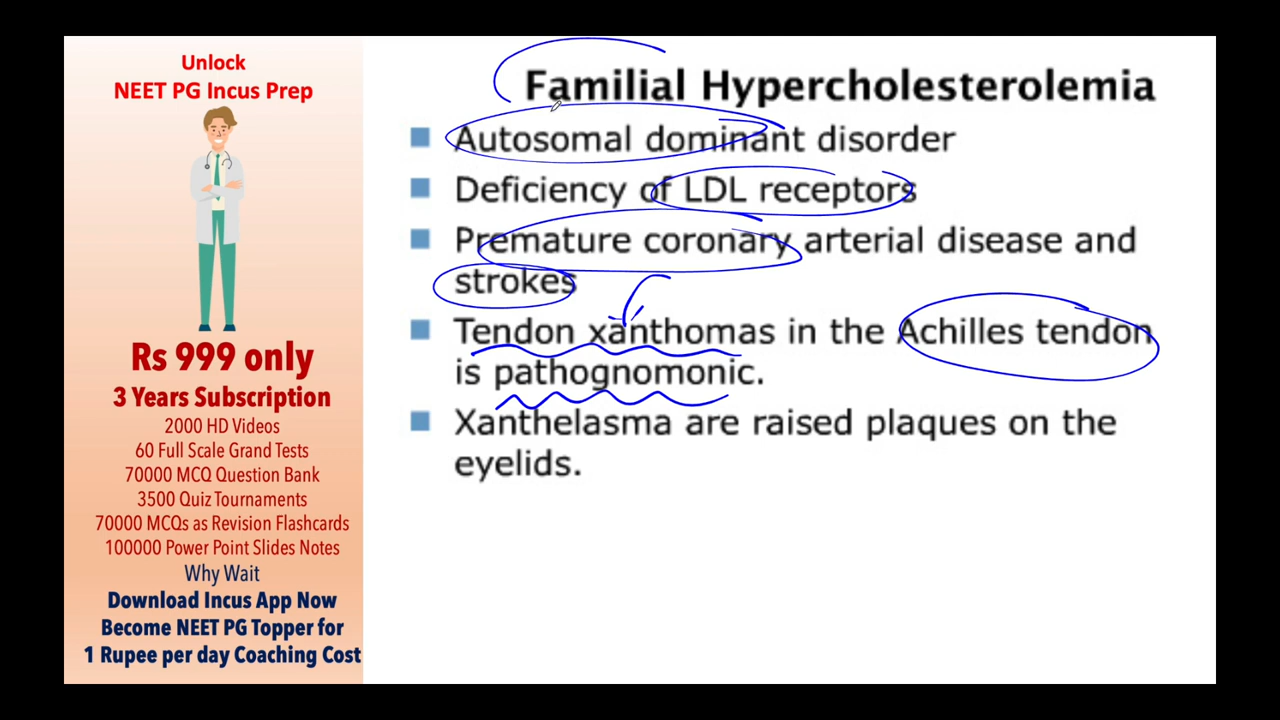 Unlock
NEET PG Incus Prep
Rs 999 only
3 Years Subscription
2000 HD Videos
60 Full Scale Grand Tests
70000 MCQ Question Bank
3500 Quiz Tournaments
70000 MCQs as Revision Flashcards
100000 Power Point Slides Notes
Why Wait
Download Incus App Now
Become NEET PG Topper for
1 Rupee per day Coaching Cost
Familial Hypercholesterolemia
Autosomal dominant disorder
Deficiency of LDL receptors
Premature coronary arterial disease and
strokes
Tendon xanthomas in the Achilles tendon
is pathognomonic.
Xanthelasma are raised plaques on the
eyelids.